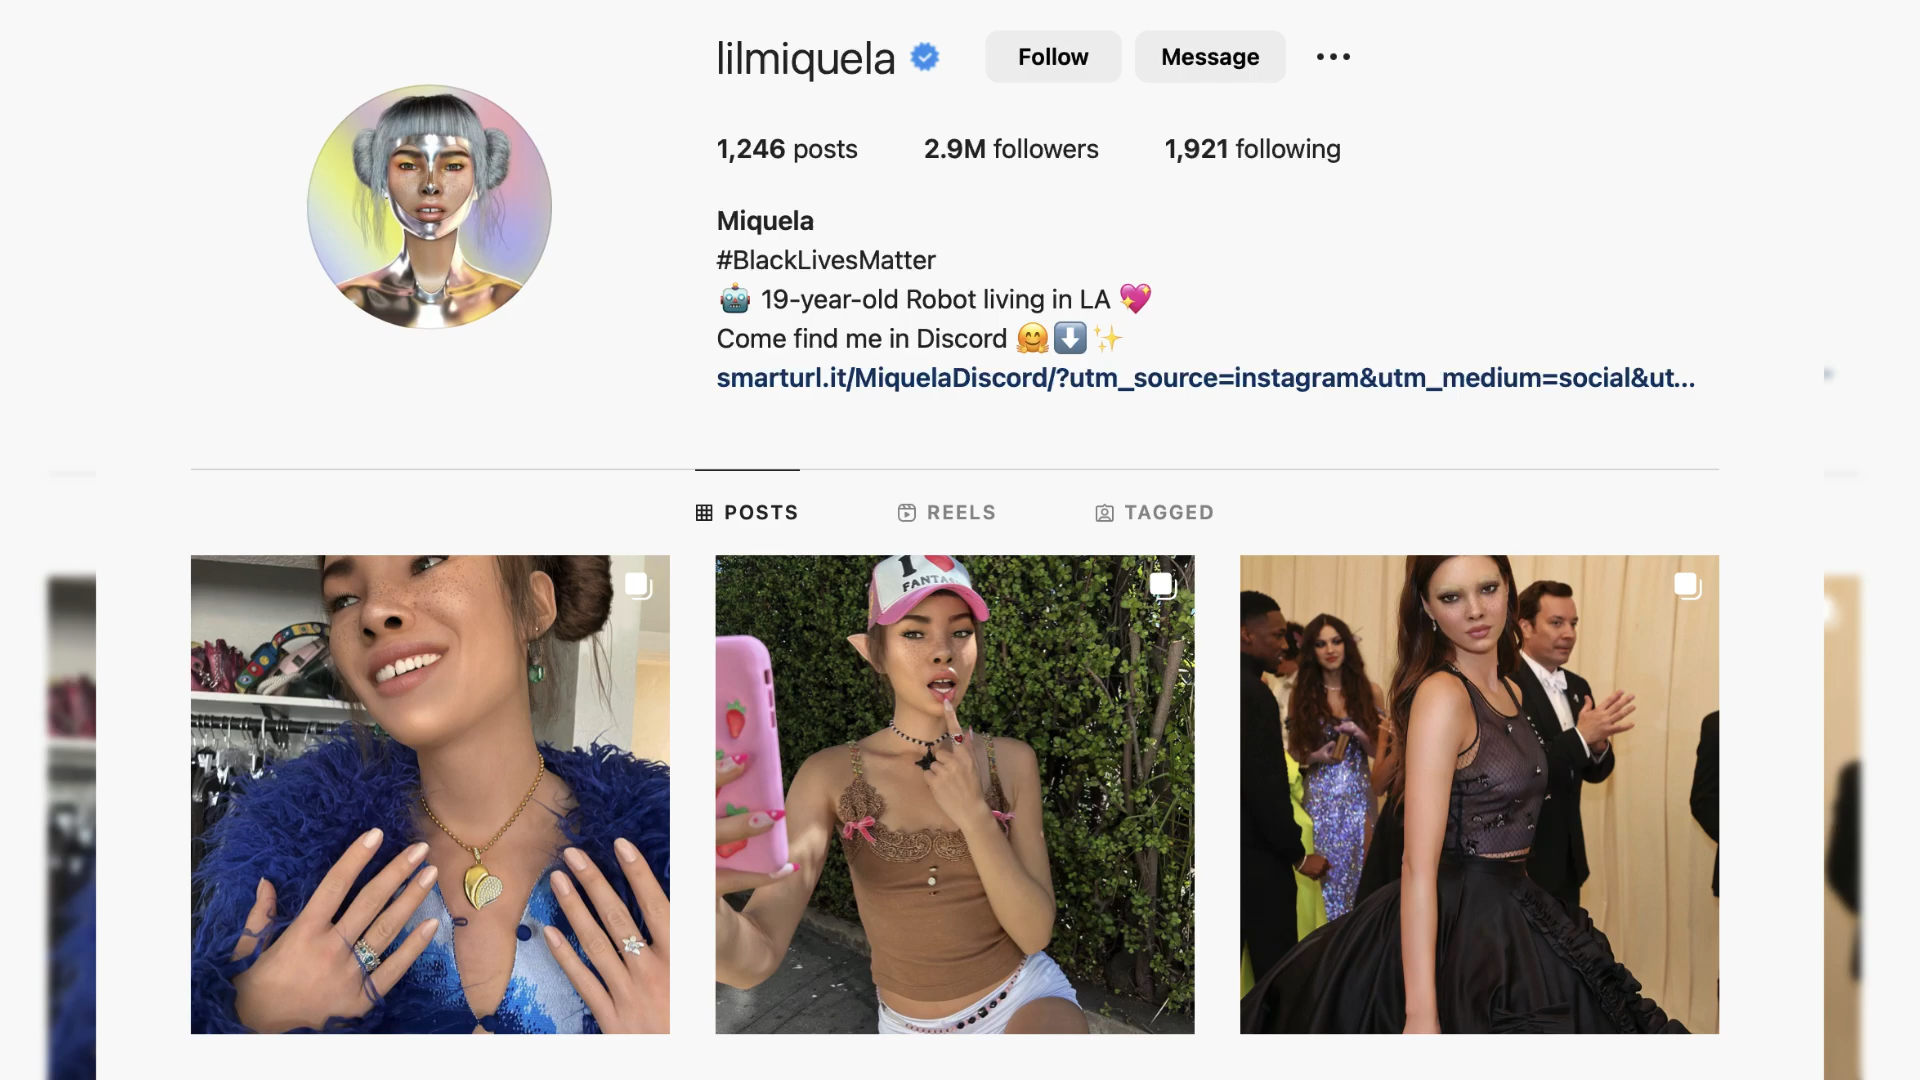 lilmiquela
Follow
Message
1,246 posts
2.9M followers
1,921 following
Miquela
#BlackLivesMatter
🤖 19-year-old Robot living in LA 💖
Come find me in Discord 🤗⬇️✨
smarturl.it/MiquelaDiscord/?utm_source=instagram&utm_medium=social&ut...
POSTS
REELS
TAGGED
I